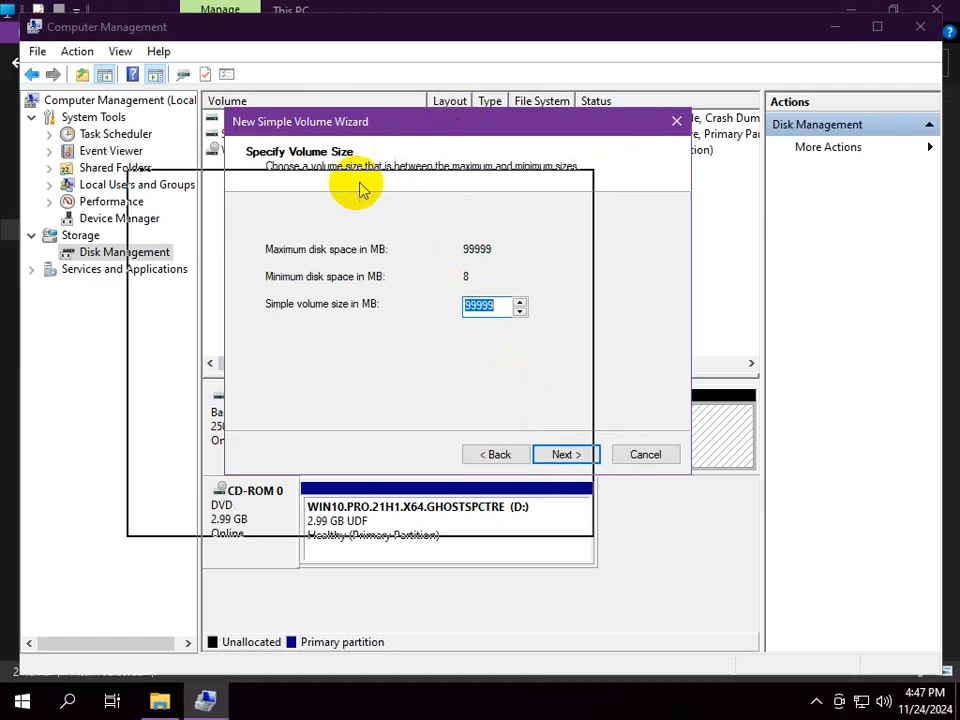 Manage
This PC
Computer Management
File Action View Help
Computer Management (Local
System Tools
Task Scheduler
Event Viewer
Shared Folders
Local Users and Groups
Performance
Device Manager
Storage
Disk Management
Services and Applications
Volume Layout Type File System Status
Crash Dum
Primary Part
Actions
Disk Management
More Actions
New Simple Volume Wizard
Specify Volume Size
Choose a volume size that is between the maximum and minimum sizes.
Maximum disk space in MB: 99999
Minimum disk space in MB: 8
Simple volume size in MB: 99999
< Back Next > Cancel
Ba
250
On
CD-ROM 0
DVD
2.99 GB
Online
WIN10.PRO.21H1.X64.GHOSTSPCTRE (D:)
2.99 GB UDF
Healthy (Primary Partition)
Unallocated Primary partition
4:47 PM
11/24/2024